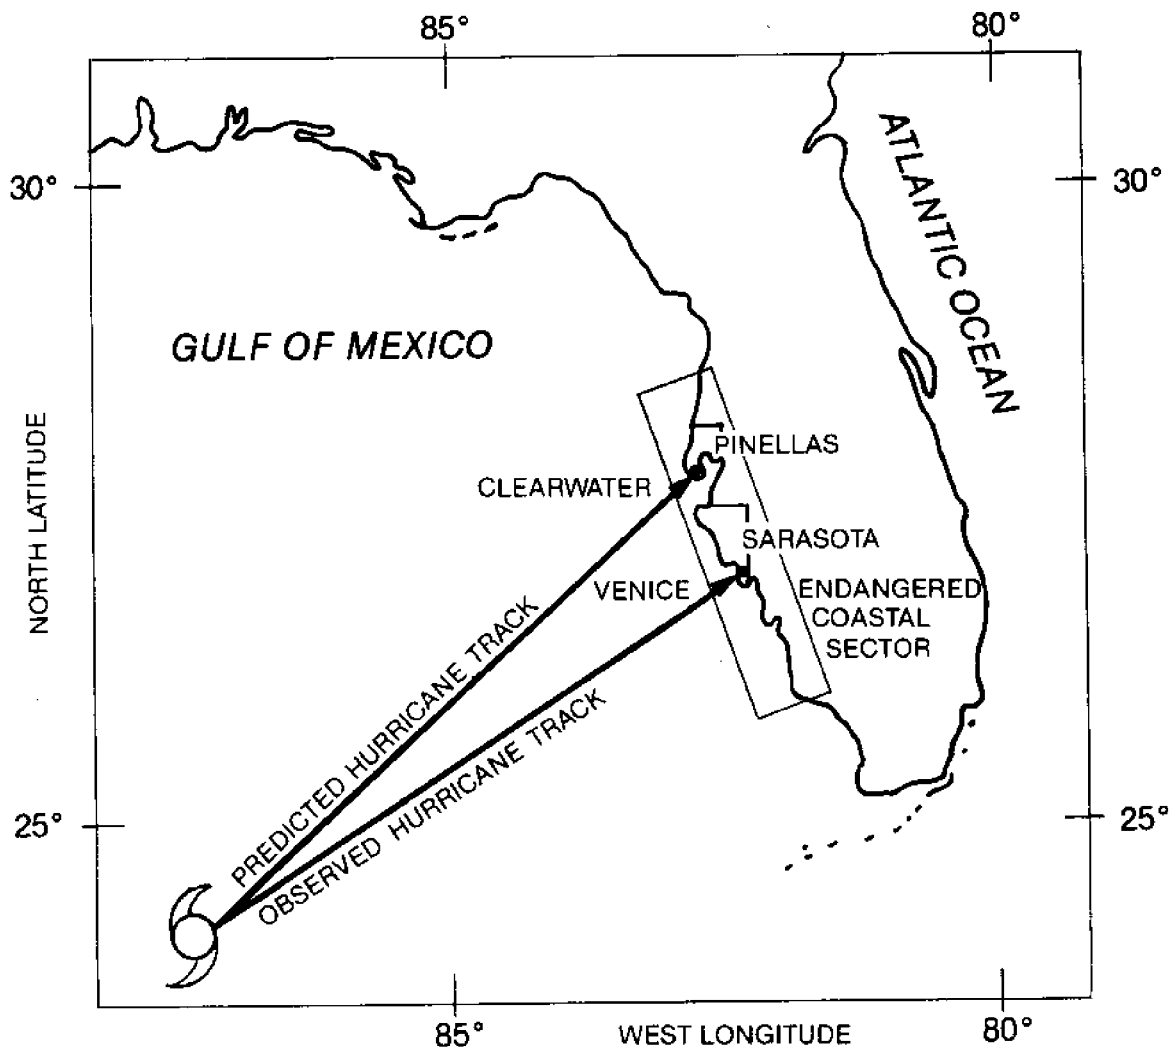 85°
80°
30°
30°
ATLANTIC OCEAN
GULF OF MEXICO
NORTH LATITUDE
PINELLAS
CLEARWATER
SARASOTA
VENICE
ENDANGERED
COASTAL
SECTOR
PREDICTED HURRICANE TRACK
OBSERVED HURRICANE TRACK
25°
25°
85°
WEST LONGITUDE
80°